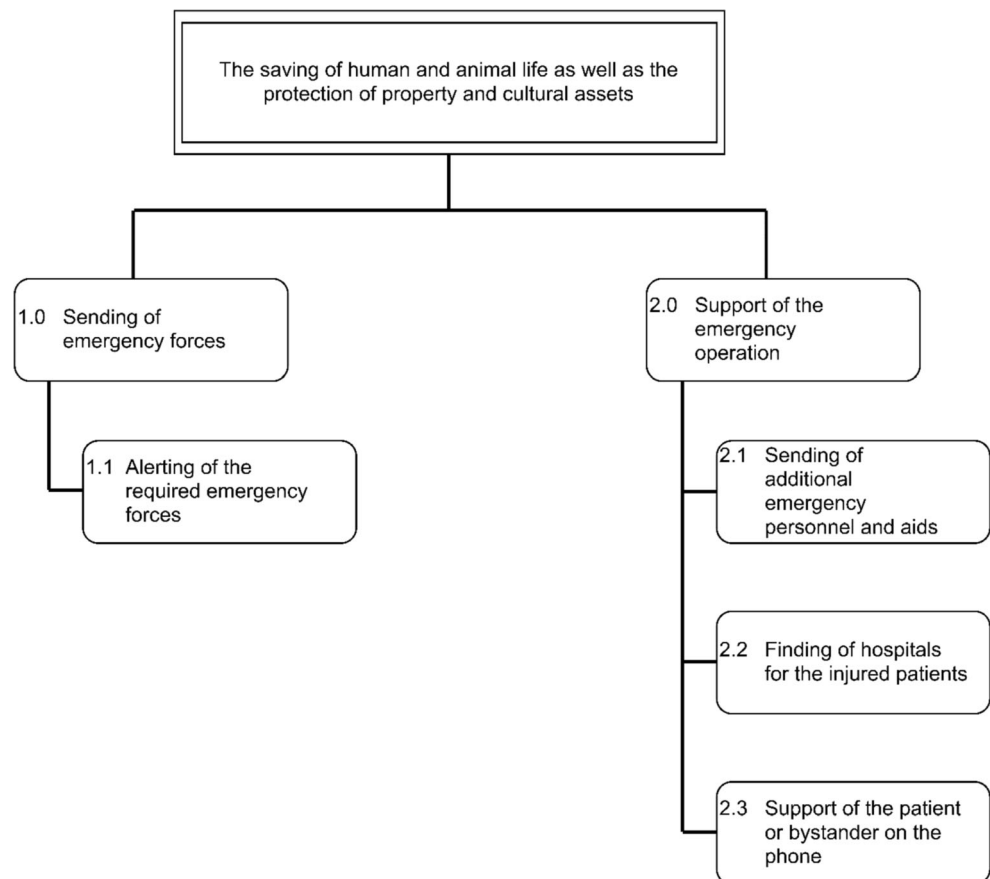 The saving of human and animal life as well as the
protection of property and cultural assets
1.0 Sending of
emergency forces
1.1 Alerting of the
required emergency
forces
2.0 Support of the
emergency
operation
2.1 Sending of
additional
emergency
personnel and aids
2.2 Finding of hospitals
for the injured patients
2.3 Support of the patient
or bystander on the
phone